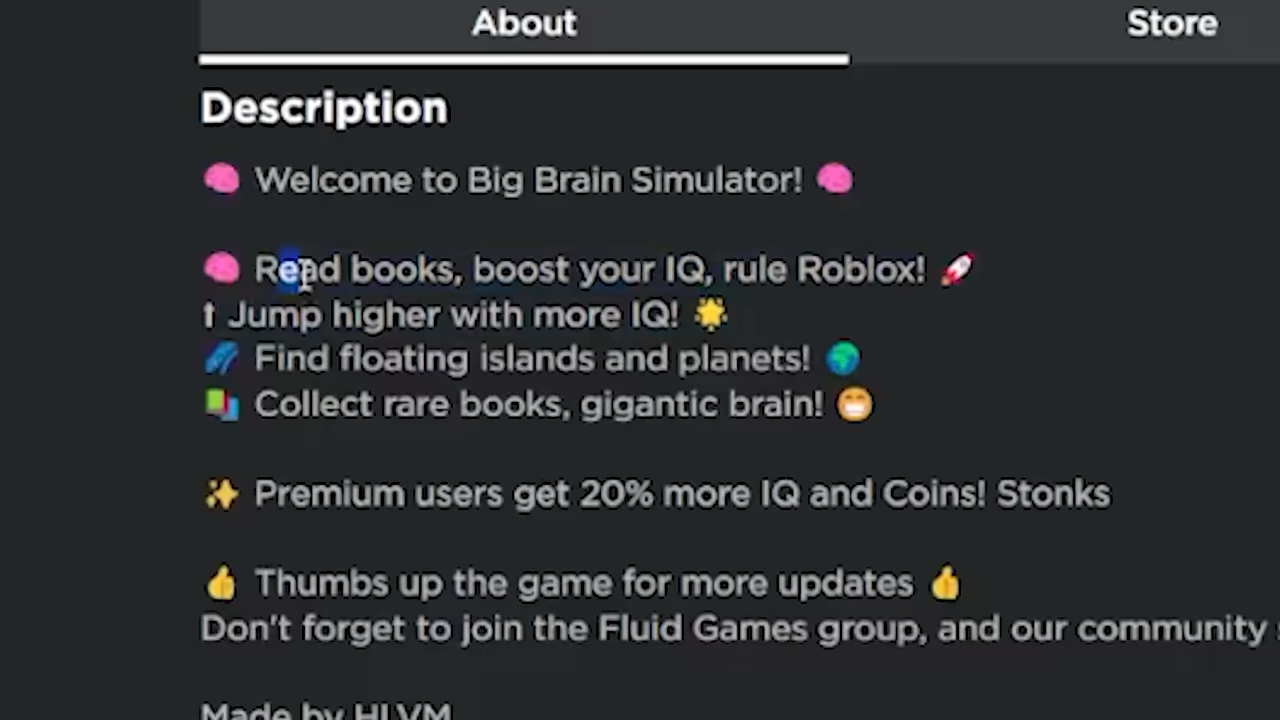 About Store
Description
🧠 Welcome to Big Brain Simulator! 🧠
🧠 Read books, boost your IQ, rule Roblox! 🚀
↑ Jump higher with more IQ! 🌟
🌌 Find floating islands and planets! 🌍
📚 Collect rare books, gigantic brain! 😁
✨ Premium users get 20% more IQ and Coins! Stonks
👍 Thumbs up the game for more updates 👍
Don't forget to join the Fluid Games group, and our community
Made by HLVM